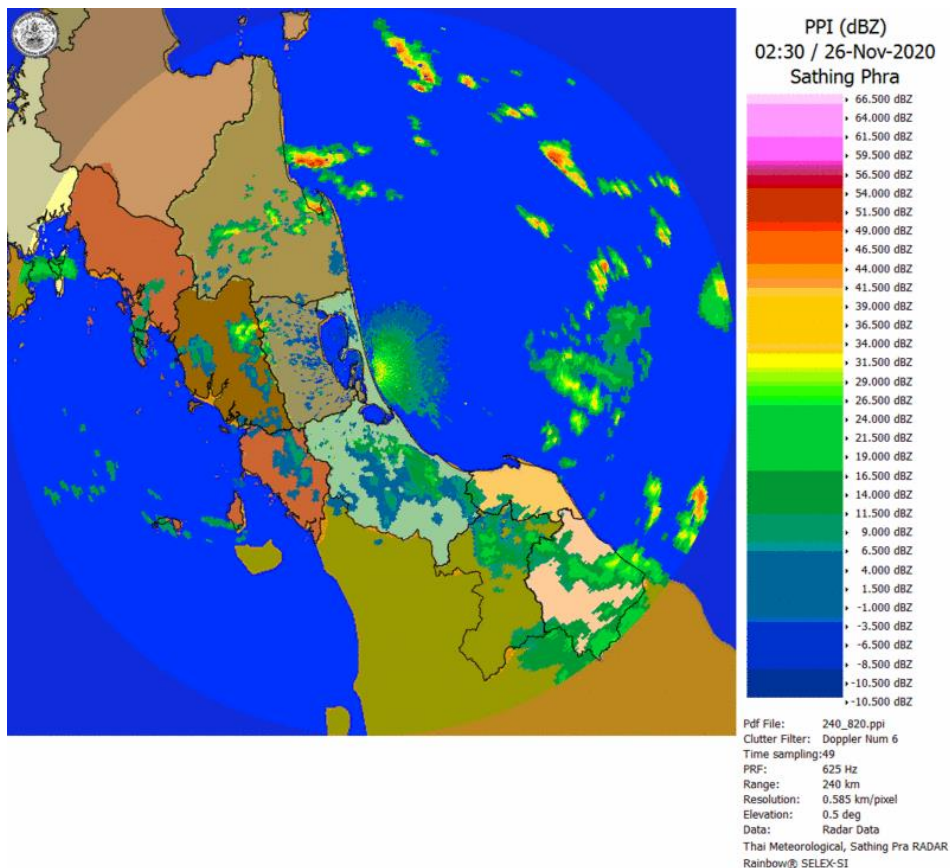 PPI (dBZ)
02:30 / 26-Nov-2020
Sathing Phra
66.500 dBZ
64.000 dBZ
61.500 dBZ
59.500 dBZ
56.500 dBZ
54.000 dBZ
51.500 dBZ
49.000 dBZ
46.500 dBZ
44.000 dBZ
41.500 dBZ
39.000 dBZ
36.500 dBZ
34.000 dBZ
31.500 dBZ
29.000 dBZ
26.500 dBZ
24.000 dBZ
21.500 dBZ
19.000 dBZ
16.500 dBZ
14.000 dBZ
11.500 dBZ
9.000 dBZ
6.500 dBZ
4.000 dBZ
1.500 dBZ
-1.000 dBZ
-3.500 dBZ
-6.500 dBZ
-8.500 dBZ
-10.500 dBZ
-10.500 dBZ
Pdf File: 240_820.ppi
Clutter Filter: Doppler Num 6
Time sampling:49
PRF: 625 Hz
Range: 240 km
Resolution: 0.585 km/pixel
Elevation: 0.5 deg
Data: Radar Data
Thai Meteorological, Sathing Pra RADAR
Rainbow® SELEX-SI